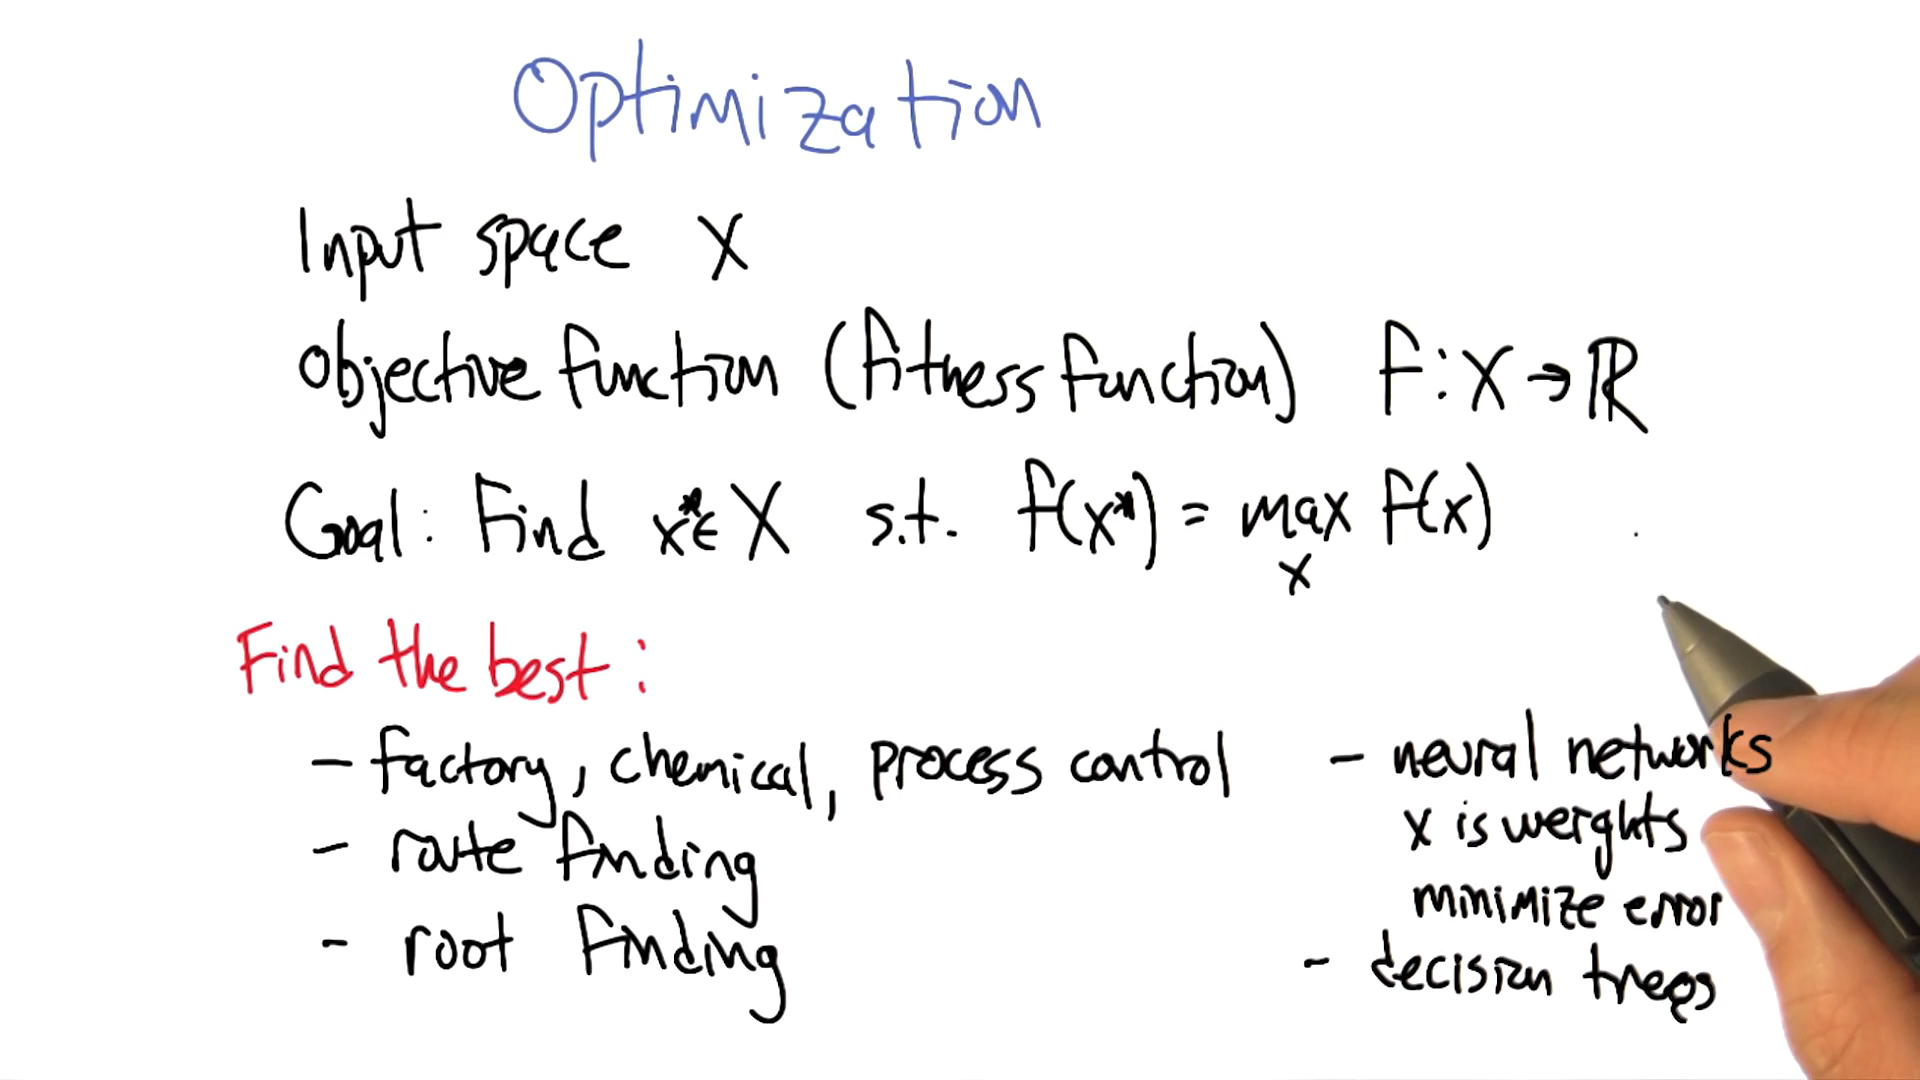 Optimization
Input space X
Objective function (fitness function) f: X → ℝ
Goal: Find x* ∈ X s.t. f(x*) = max f(x)
x
Find the best:
- factory, chemical, process control
- route finding
- root finding
- neural networks
x is weights
minimize error
- decision trees